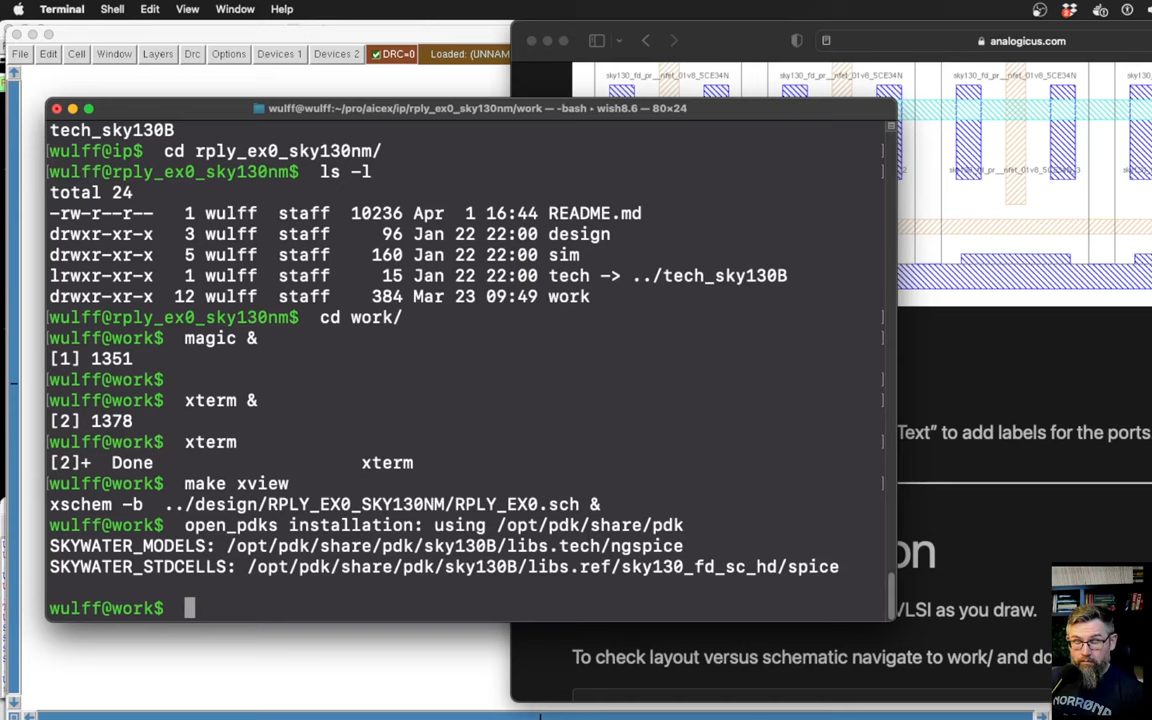 Terminal Shell Edit View Window Help
File Edit Cell Window Layers Drc Options Devices 1 Devices 2 DRC=0 Loaded: (UNNAM
analogicus.com
sky130_fd_pr__nfet_01v8_5CE34N
sky130_fd_pr__nfet_01v8_5CE34N
sky130_fd_pr__nfet_01v8_5CE34N
sky130
wulff@wulff:~/pro/aicex/ip/rply_ex0_sky130nm/work — -bash • wish8.6 — 80×24
tech_sky130B
wulff@ip$ cd rply_ex0_sky130nm/
wulff@rply_ex0_sky130nm$ ls -l
total 24
-rw-r--r-- 1 wulff staff 10236 Apr 1 16:44 README.md
drwxr-xr-x 3 wulff staff 96 Jan 22 22:00 design
drwxr-xr-x 5 wulff staff 160 Jan 22 22:00 sim
lrwxr-xr-x 1 wulff staff 15 Jan 22 22:00 tech -> ../tech_sky130B
drwxr-xr-x 12 wulff staff 384 Mar 23 09:49 work
wulff@rply_ex0_sky130nm$ cd work/
wulff@work$ magic &
[1] 1351
wulff@work$
wulff@work$ xterm &
[2] 1378
wulff@work$ xterm
[2]+ Done xterm
wulff@work$ make xview
xschem -b ../design/RPLY_EX0_SKY130NM/RPLY_EX0.sch &
wulff@work$ open_pdks installation: using /opt/pdk/share/pdk
SKYWATER_MODELS: /opt/pdk/share/pdk/sky130B/libs.tech/ngspice
SKYWATER_STDCELLS: /opt/pdk/share/pdk/sky130B/libs.ref/sky130_fd_sc_hd/spice
wulff@work$
Text” to add labels for the ports
on
VLSI as you draw.
To check layout versus schematic navigate to work/ and do
NORRØNA